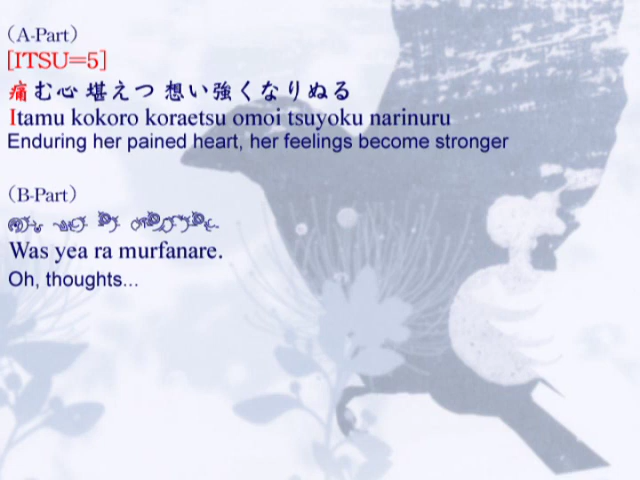 （A-Part）
[ITSU=5]
痛む心 堪えつ 想い強くなりぬる
Itamu kokoro koraetsu omoi tsuyoku narinuru
Enduring her pained heart, her feelings become stronger
（B-Part）
Was yea ra murfanare.
Oh, thoughts...